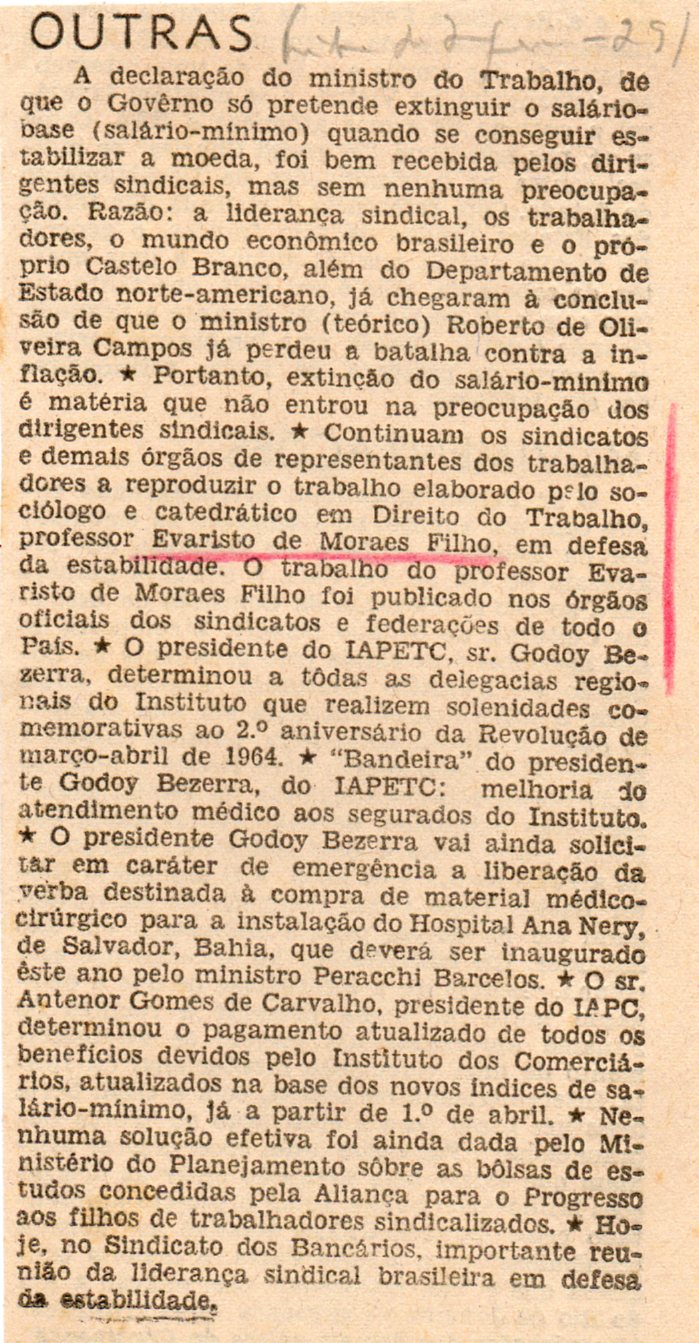 OUTRAS
A declaração do ministro do Trabalho, de
que o Govêrno só pretende extinguir o salário-
base (salário-mínimo) quando se conseguir es-
tabilizar a moeda, foi bem recebida pelos diri-
gentes sindicais, mas sem nenhuma preocupa-
ção. Razão: a liderança sindical, os trabalha-
dores, o mundo econômico brasileiro e o pró-
prio Castelo Branco, além do Departamento de
Estado norte-americano, já chegaram à conclu-
são de que o ministro (teórico) Roberto de Oli-
veira Campos já perdeu a batalha contra a in-
flação. ★ Portanto, extinção do salário-mínimo
é matéria que não entrou na preocupação dos
dirigentes sindicais. ★ Continuam os sindicatos
e demais órgãos de representantes dos trabalha-
dores a reproduzir o trabalho elaborado pelo so-
ciólogo e catedrático em Direito do Trabalho,
professor Evaristo de Moraes Filho, em defesa
da estabilidade. O trabalho do professor Eva-
risto de Moraes Filho foi publicado nos órgãos
oficiais dos sindicatos e federações de todo o
País. ★ O presidente do IAPETC, sr. Godoy Be-
zerra, determinou a tôdas as delegacias regio-
nais do Instituto que realizem solenidades co-
memorativas ao 2.º aniversário da Revolução de
março-abril de 1964. ★ "Bandeira" do presiden-
te Godoy Bezerra, do IAPETC: melhoria do
atendimento médico aos segurados do Instituto.
★ O presidente Godoy Bezerra vai ainda solici-
tar em caráter de emergência a liberação da
verba destinada à compra de material médico-
cirúrgico para a instalação do Hospital Ana Nery,
de Salvador, Bahia, que deverá ser inaugurado
êste ano pelo ministro Peracchi Barcelos. ★ O sr.
Antenor Gomes de Carvalho, presidente do IAPC,
determinou o pagamento atualizado de todos os
benefícios devidos pelo Instituto dos Comerciá-
rios, atualizados na base dos novos índices de sa-
lário-mínimo, já a partir de 1.º de abril. ★ Ne-
nhuma solução efetiva foi ainda dada pelo Mi-
nistério do Planejamento sôbre as bôlsas de es-
tudos concedidas pela Aliança para o Progresso
aos filhos de trabalhadores sindicalizados. ★ Ho-
je, no Sindicato dos Bancários, importante reu-
nião da liderança sindical brasileira em defesa
da estabilidade.